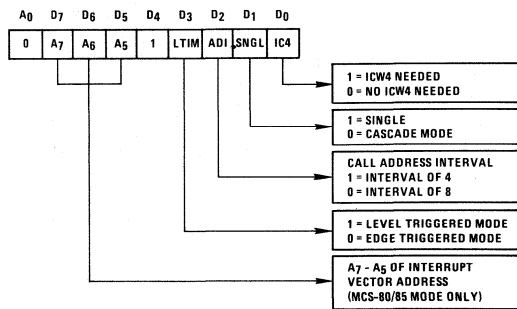 A0 D7 D6 D5 D4 D3 D2 D1 D0
0 A7 A6 A5 1 LTIM ADI SNGL IC4
1 = ICW4 NEEDED
0 = NO ICW4 NEEDED
1 = SINGLE
0 = CASCADE MODE
CALL ADDRESS INTERVAL
1 = INTERVAL OF 4
0 = INTERVAL OF 8
1 = LEVEL TRIGGERED MODE
0 = EDGE TRIGGERED MODE
A7 - A5 OF INTERRUPT
VECTOR ADDRESS
(MCS-80/85 MODE ONLY)